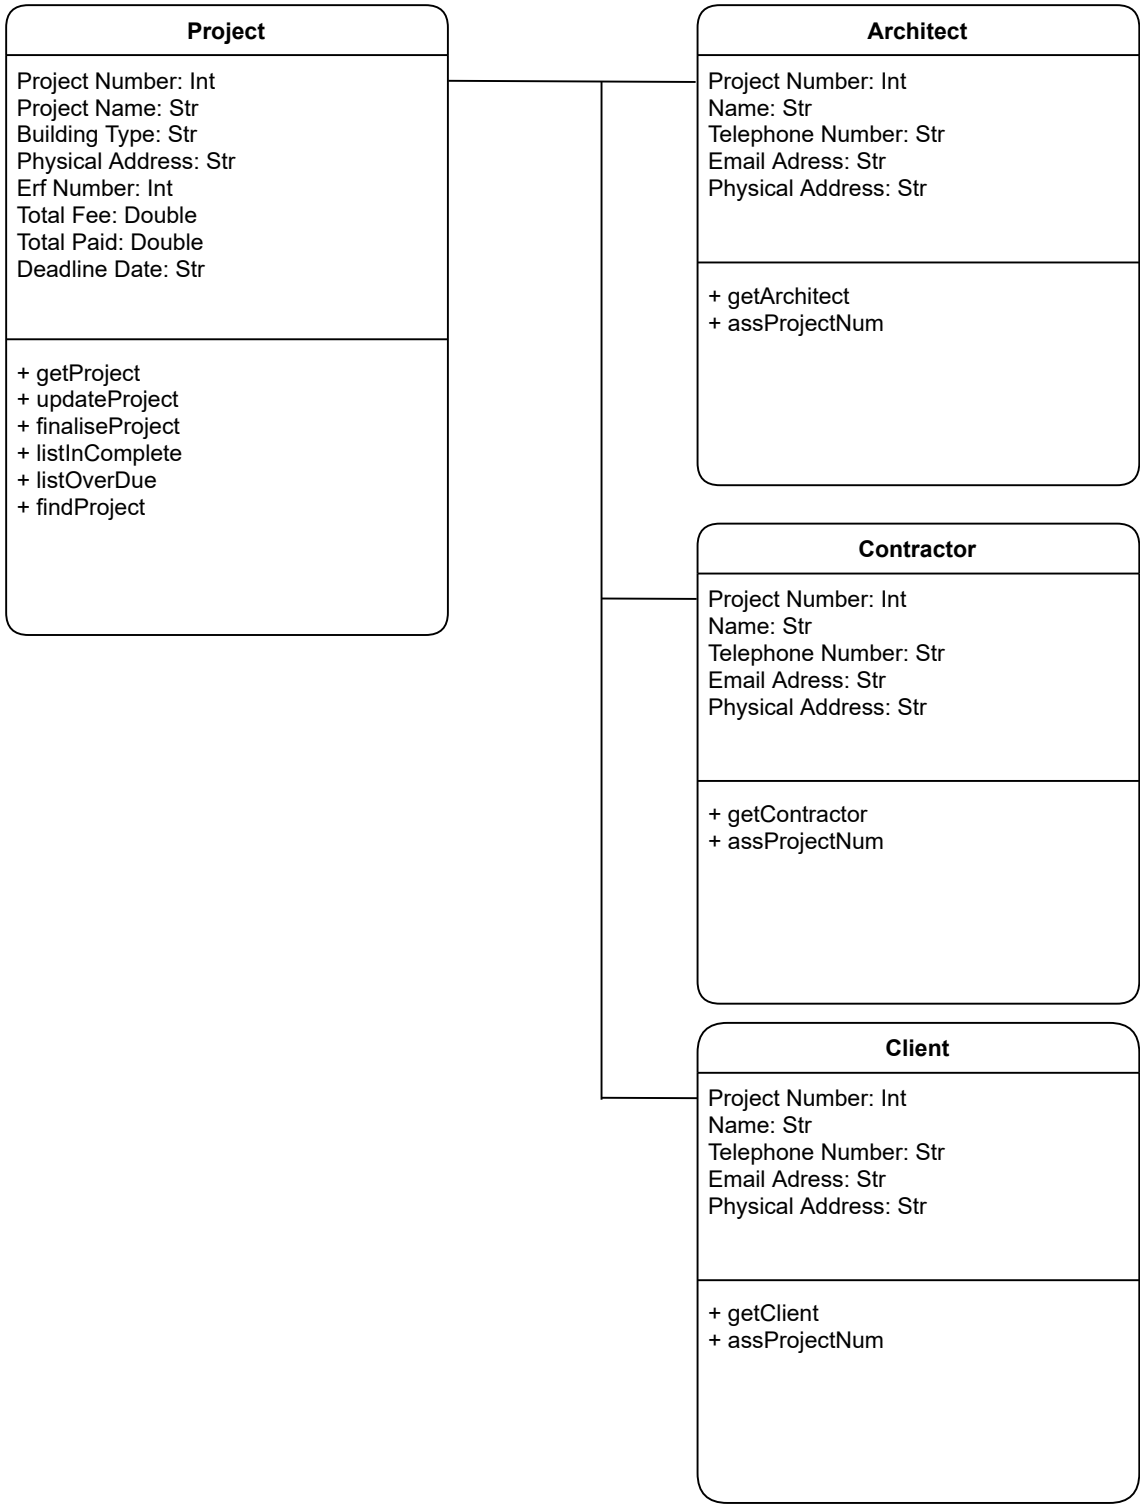 Project
Project Number: Int
Project Name: Str
Building Type: Str
Physical Address: Str
Erf Number: Int
Total Fee: Double
Total Paid: Double
Deadline Date: Str
+ getProject
+ updateProject
+ finaliseProject
+ listInComplete
+ listOverDue
+ findProject
Architect
Project Number: Int
Name: Str
Telephone Number: Str
Email Adress: Str
Physical Address: Str
+ getArchitect
+ assProjectNum
Contractor
Project Number: Int
Name: Str
Telephone Number: Str
Email Adress: Str
Physical Address: Str
+ getContractor
+ assProjectNum
Client
Project Number: Int
Name: Str
Telephone Number: Str
Email Adress: Str
Physical Address: Str
+ getClient
+ assProjectNum